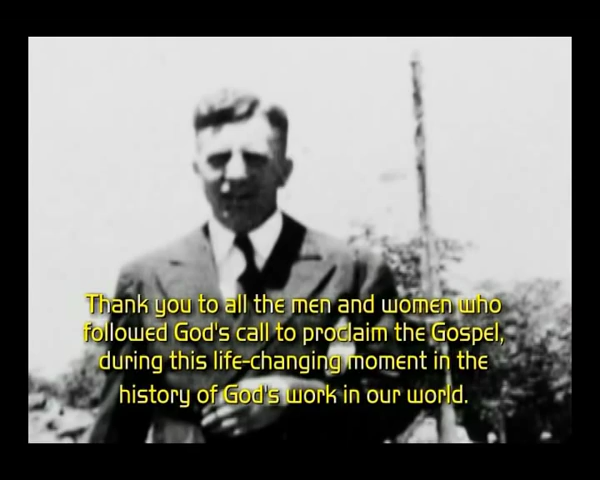 Thank you to all the men and women who
followed God's call to proclaim the Gospel,
during this life-changing moment in the
history of God's work in our world.